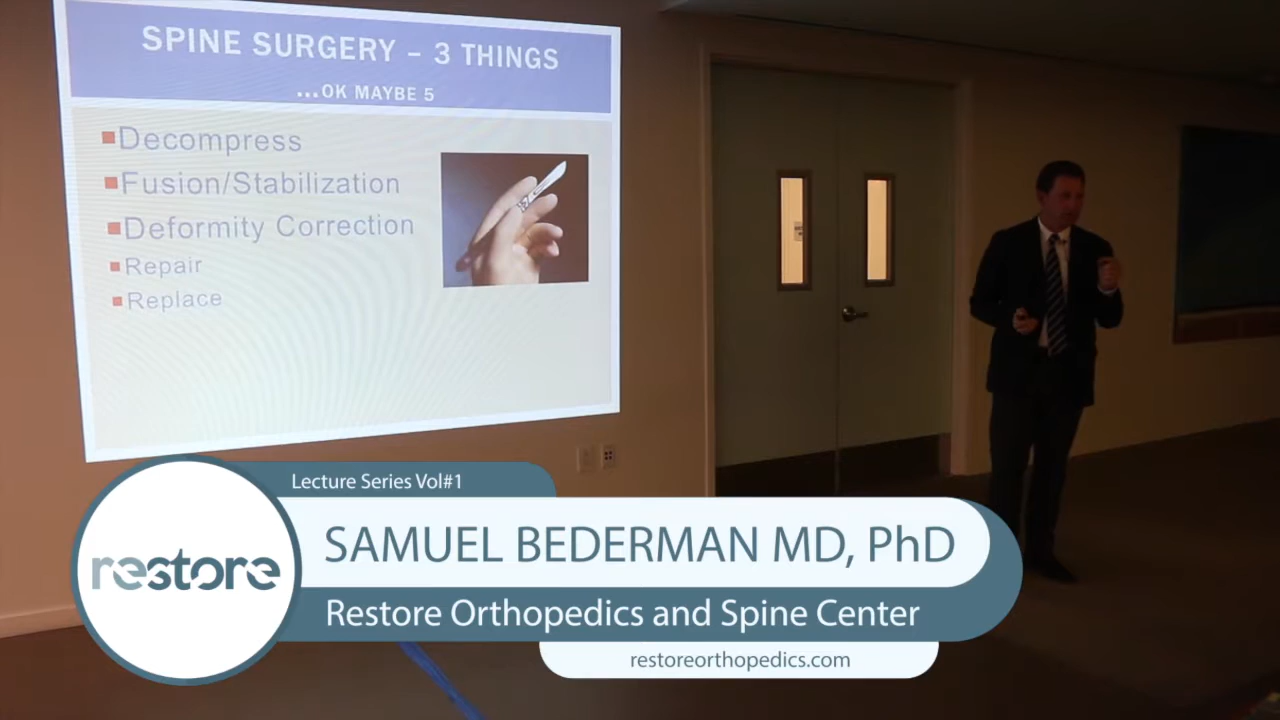 SPINE SURGERY – 3 THINGS
...OK MAYBE 5
Decompress
Fusion/Stabilization
Deformity Correction
Repair
Replace
Lecture Series Vol#1
SAMUEL BEDERMAN MD, PhD
restore
Restore Orthopedics and Spine Center
restoreorthopedics.com